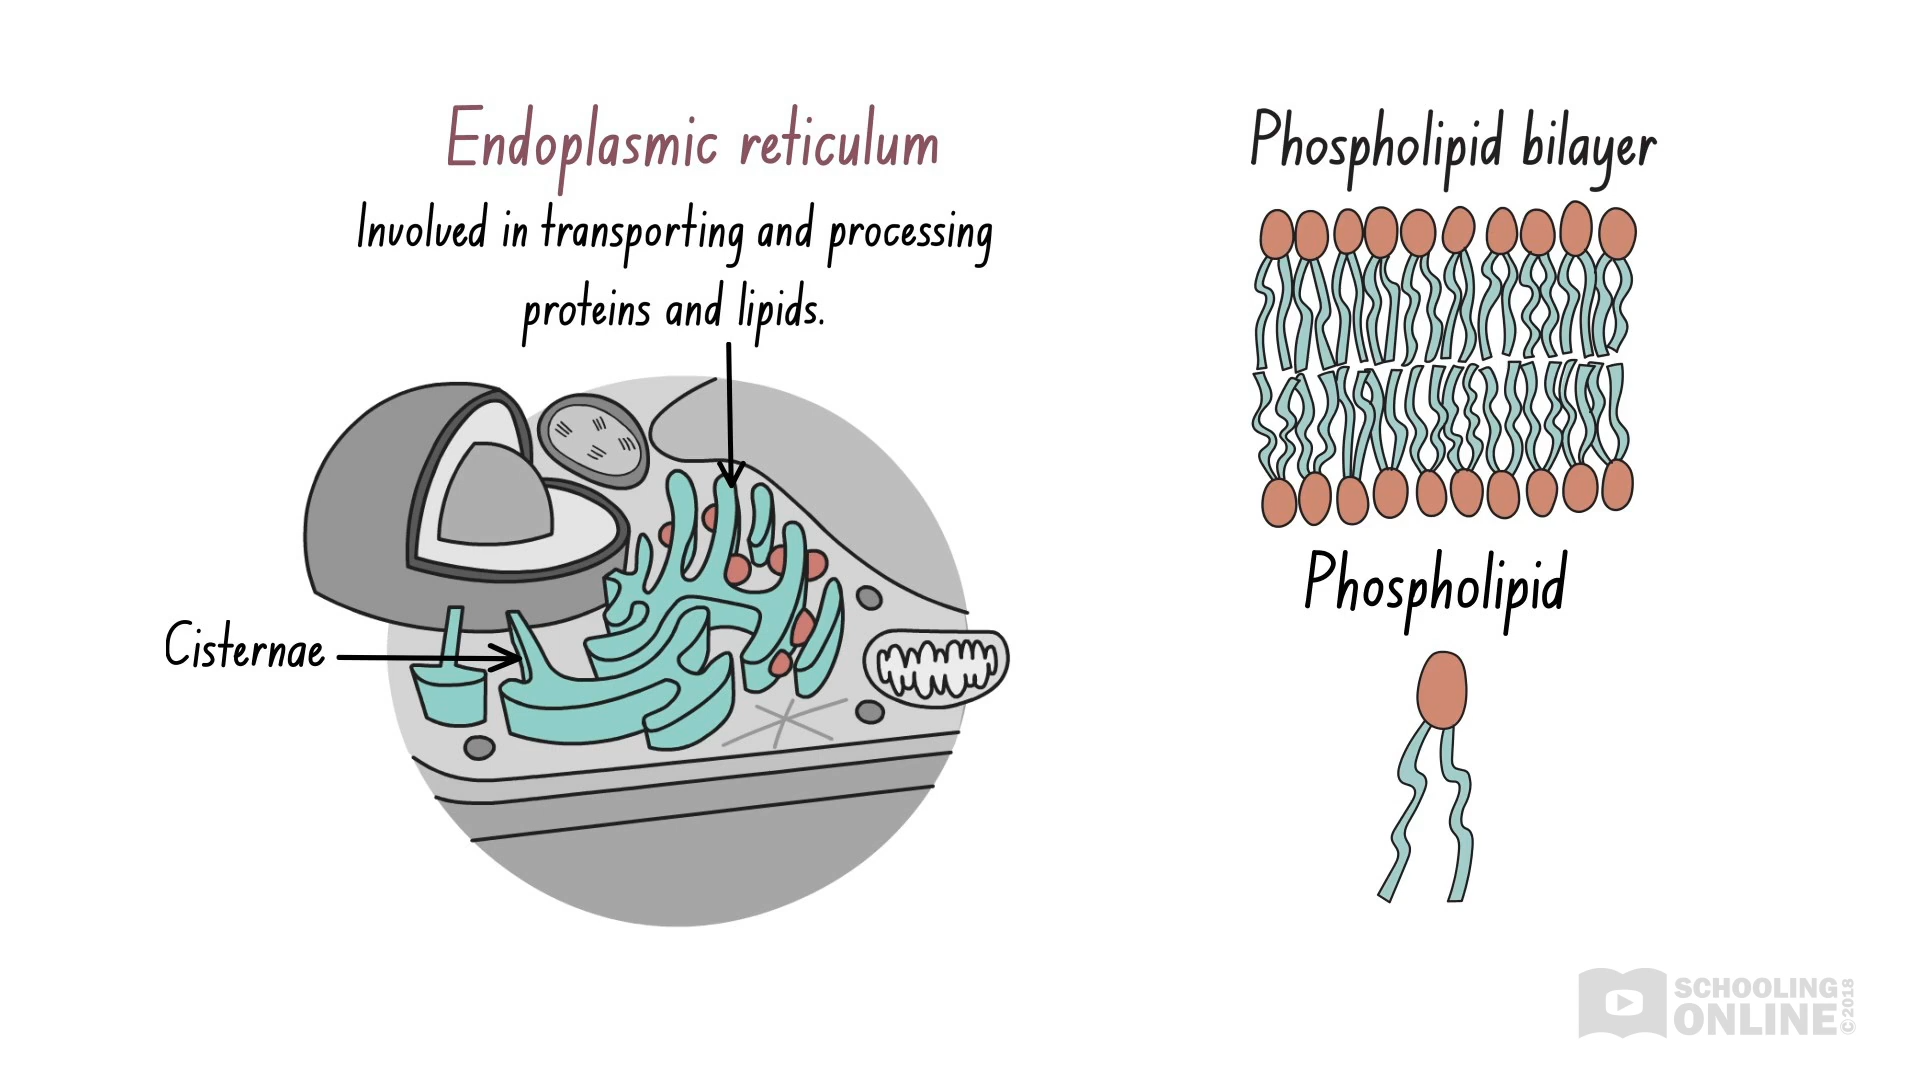 Endoplasmic reticulum
Involved in transporting and processing
proteins and lipids.
Cisternae
Phospholipid bilayer
Phospholipid
SCHOOLING
ONLINE
©2018